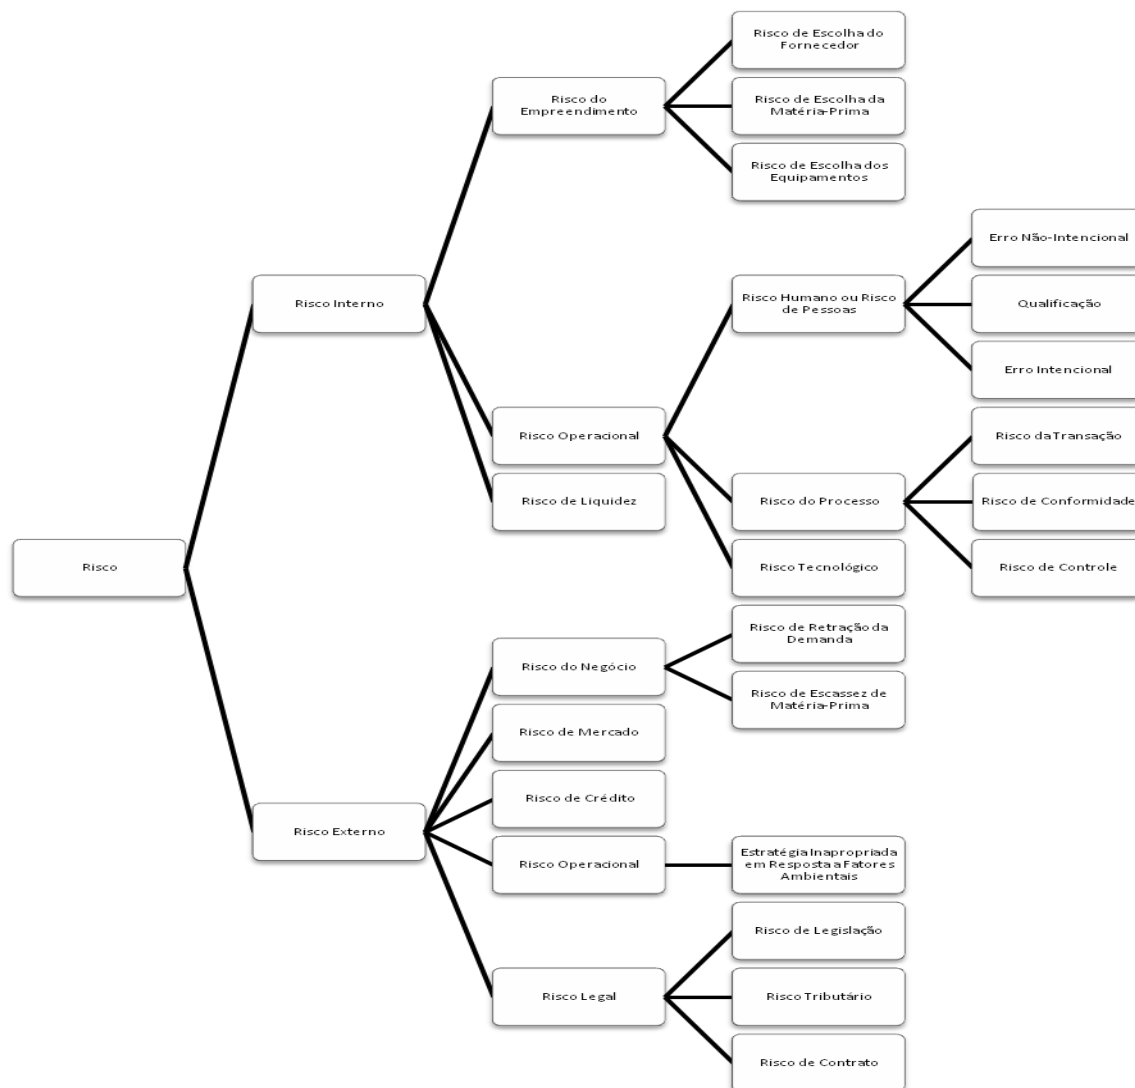 Risco de Escolha do
Fornecedor
Risco do
Empreendimento
Risco de Escolha da
Matéria-Prima
Risco de Escolha dos
Equipamentos
Erro Não-Intencional
Risco Interno
Risco Humano ou Risco
de Pessoas
Qualificação
Erro Intencional
Risco Operacional
Risco da Transação
Risco de Liquidez
Risco do Processo
Risco de Conformidade
Risco
Risco Tecnológico
Risco de Controle
Risco de Retração da
Demanda
Risco do Negócio
Risco de Escassez de
Matéria-Prima
Risco de Mercado
Risco de Crédito
Risco Externo
Risco Operacional
Estratégia Inapropriada
em Resposta a Fatores
Ambientais
Risco de Legislação
Risco Legal
Risco Tributário
Risco de Contrato